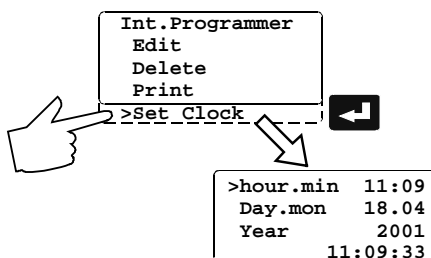 Int.Programmer
Edit
Delete
Print
>Set Clock
>hour.min 11:09
Day.mon 18.04
Year 2001
11:09:33